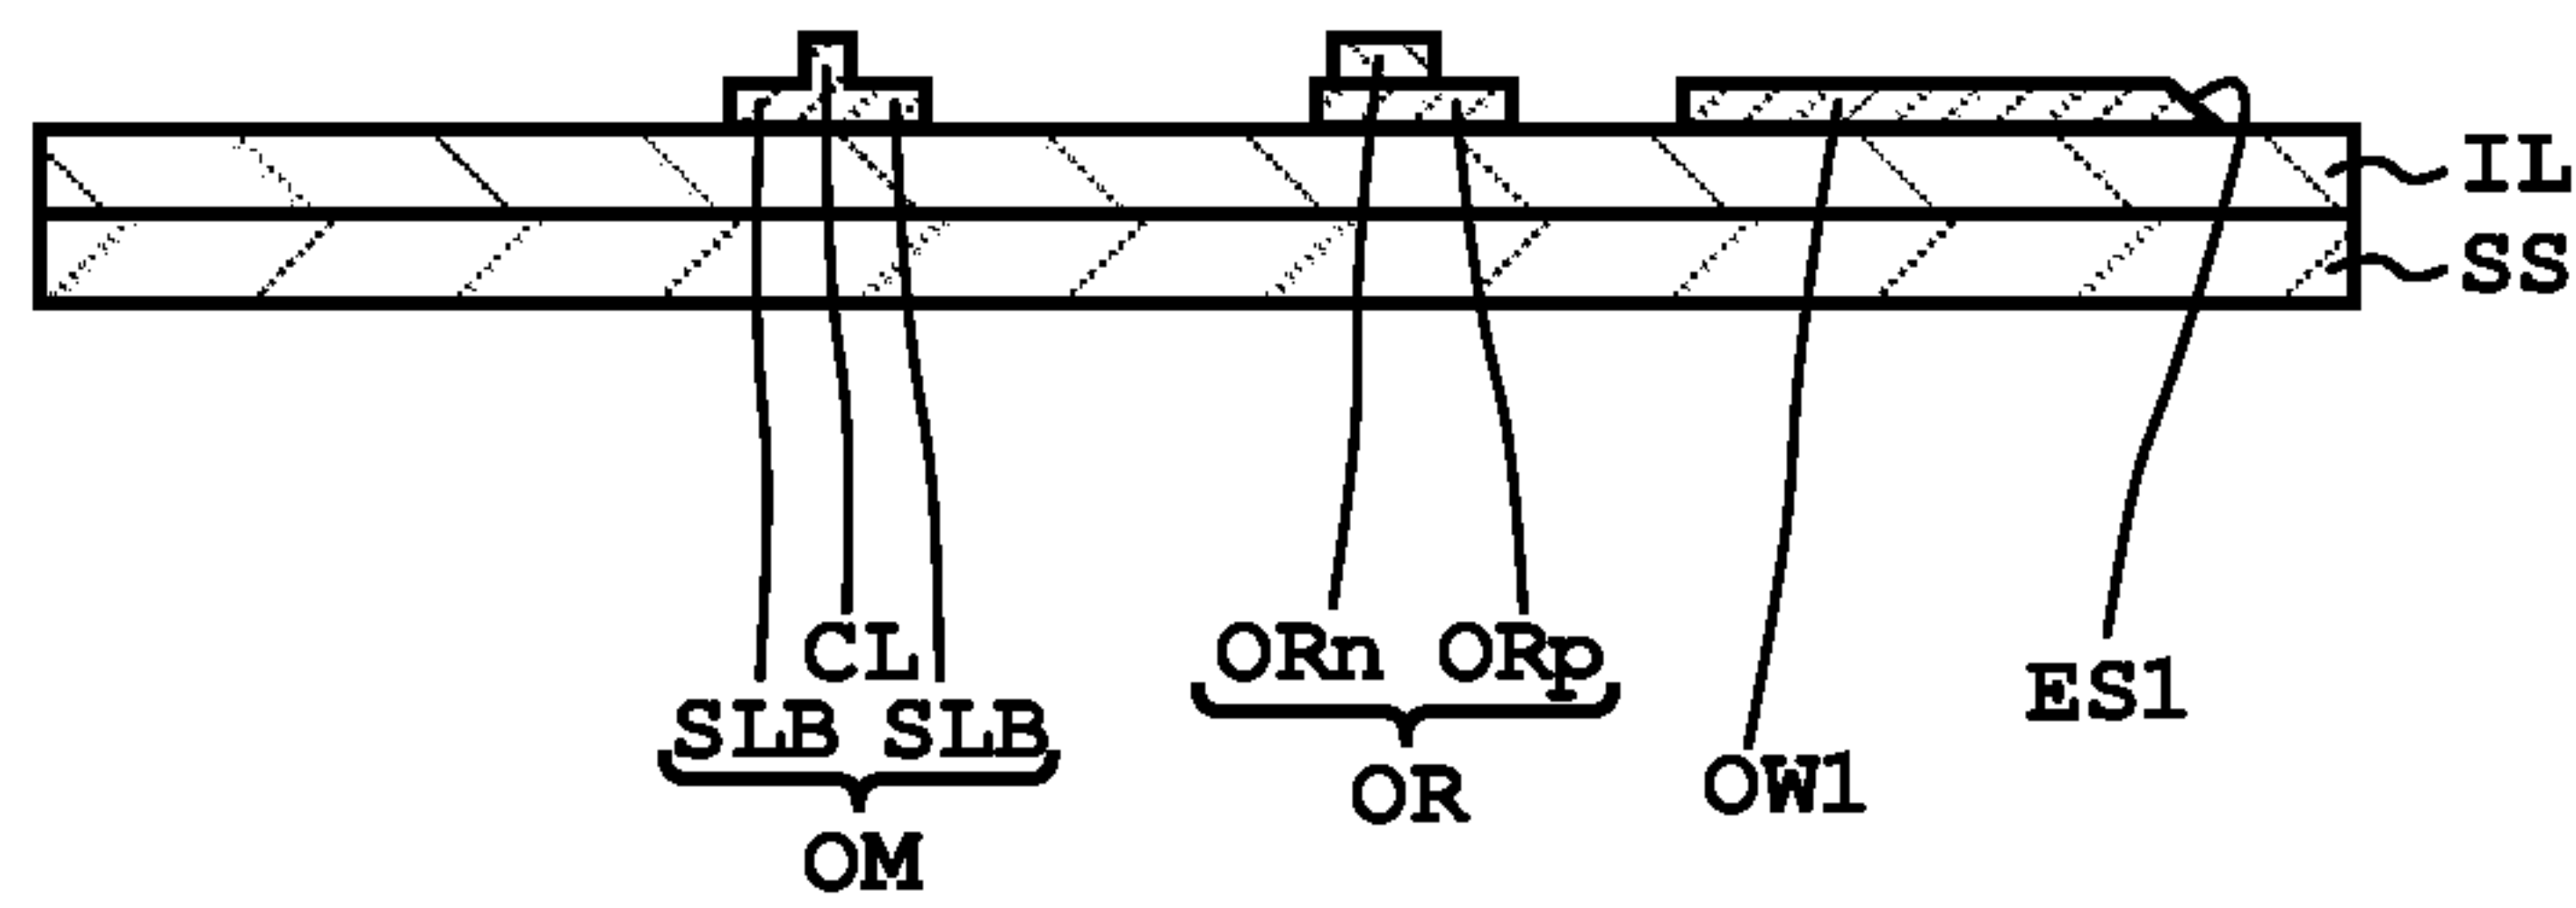 IL
SS
CL
ORn ORp
SLB SLB
ES1
OR
OW1
OM